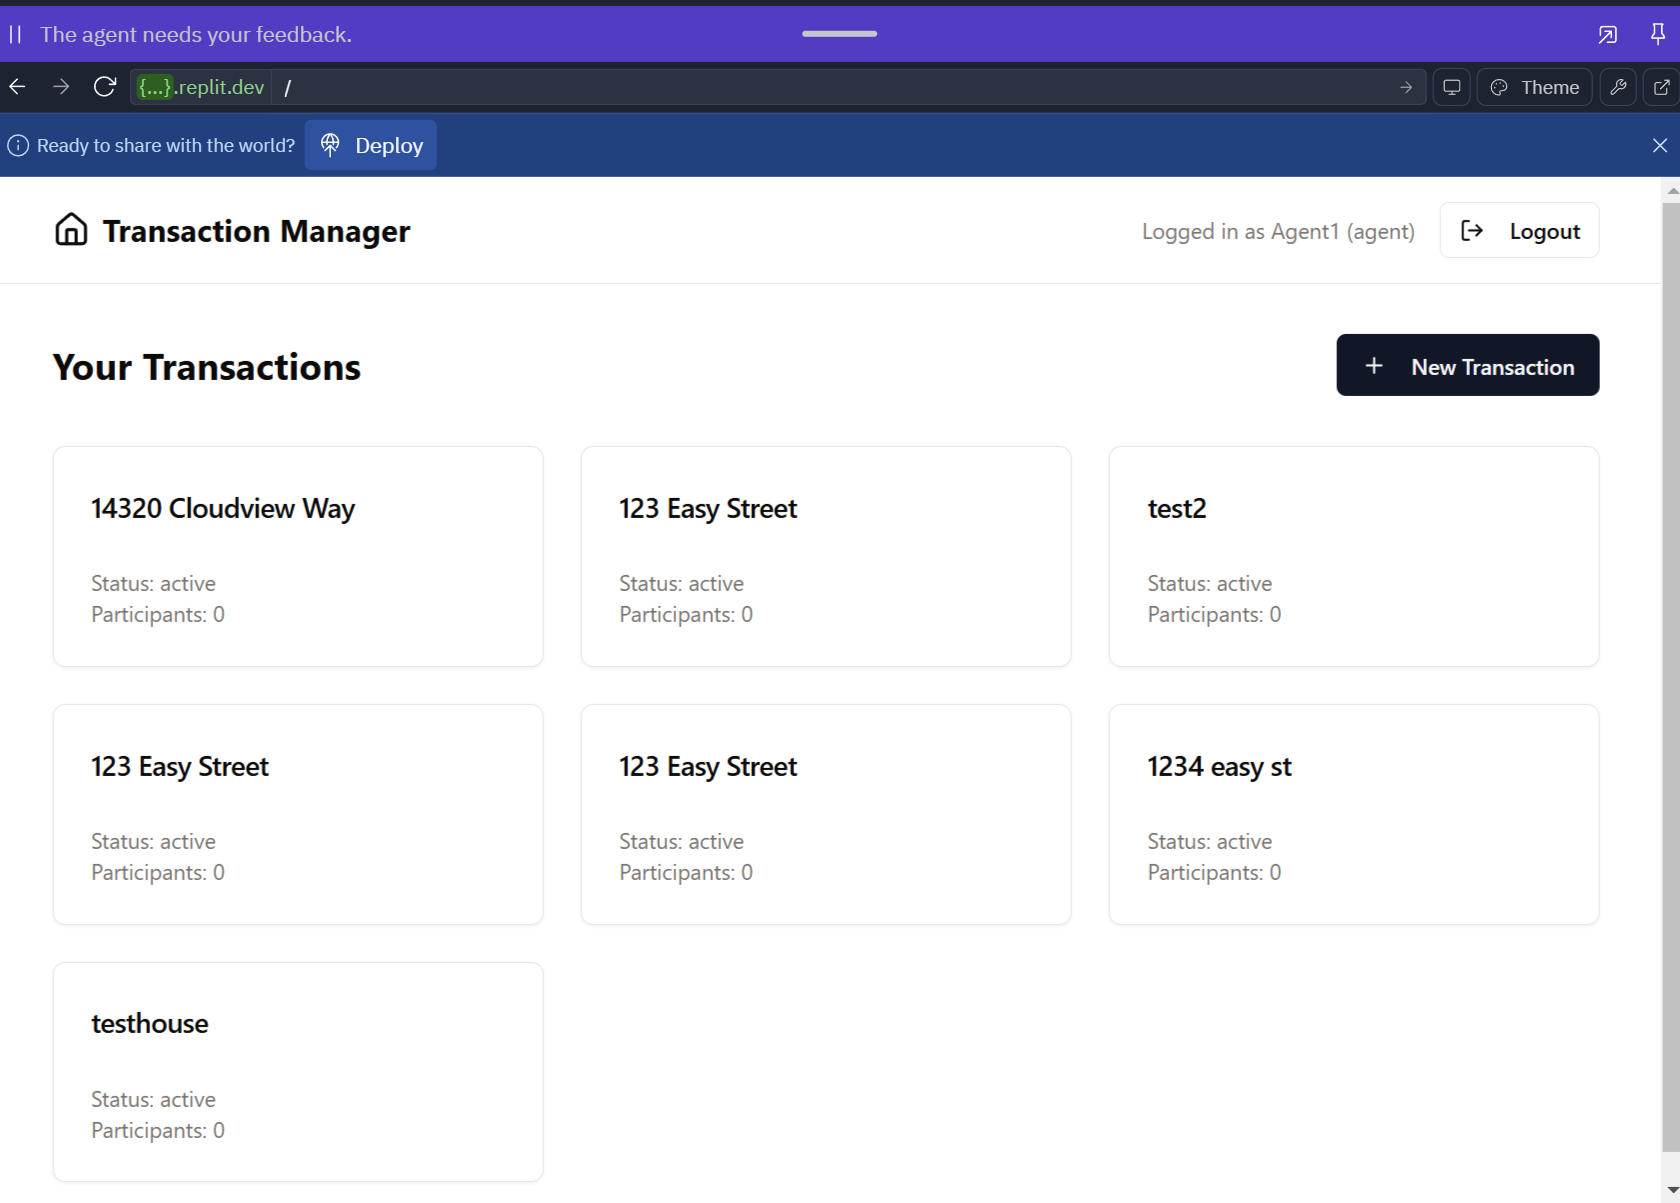 The agent needs your feedback.
{...}.replit.dev /
Theme
Ready to share with the world?
Deploy
Transaction Manager
Logged in as Agent1 (agent)
Logout
Your Transactions
New Transaction
14320 Cloudview Way
Status: active
Participants: 0
123 Easy Street
Status: active
Participants: 0
test2
Status: active
Participants: 0
123 Easy Street
Status: active
Participants: 0
123 Easy Street
Status: active
Participants: 0
1234 easy st
Status: active
Participants: 0
testhouse
Status: active
Participants: 0